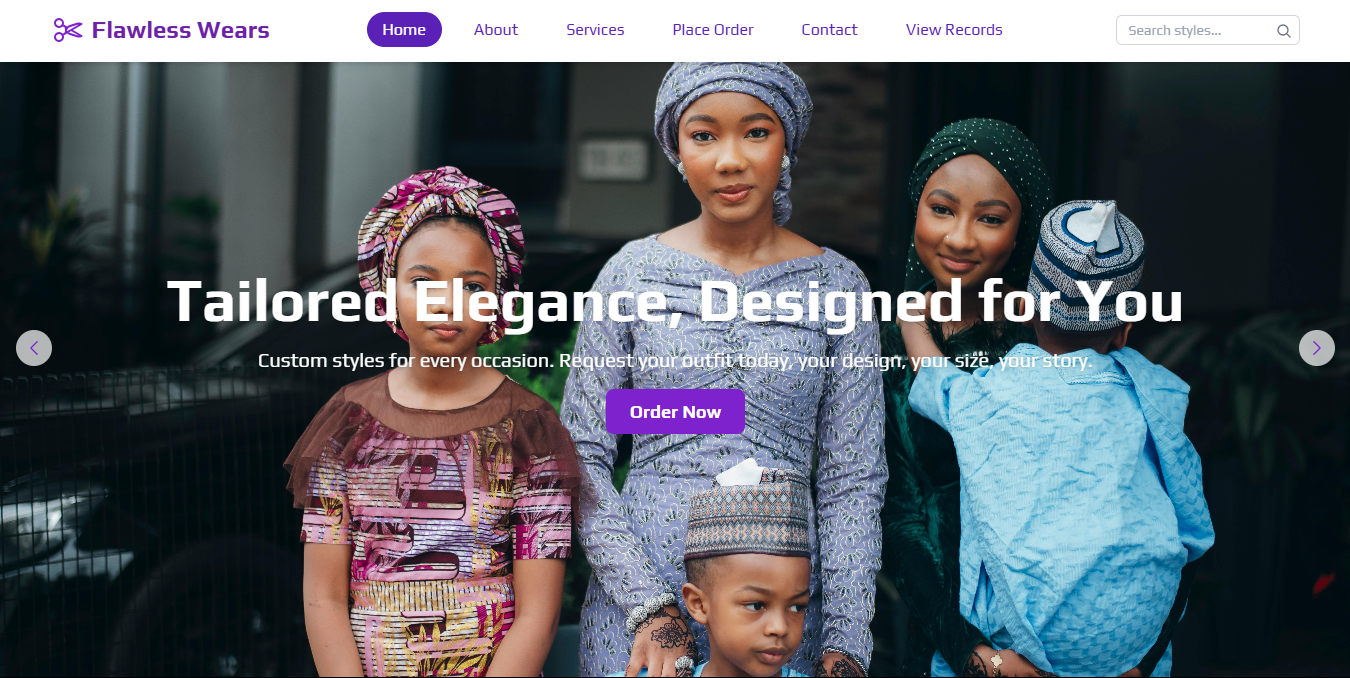 Flawless Wears
Home
About
Services
Place Order
Contact
View Records
Search styles...
Tailored Elegance, Designed for You
Custom styles for every occasion. Request your outfit today, your design, your size. your story.
Order Now